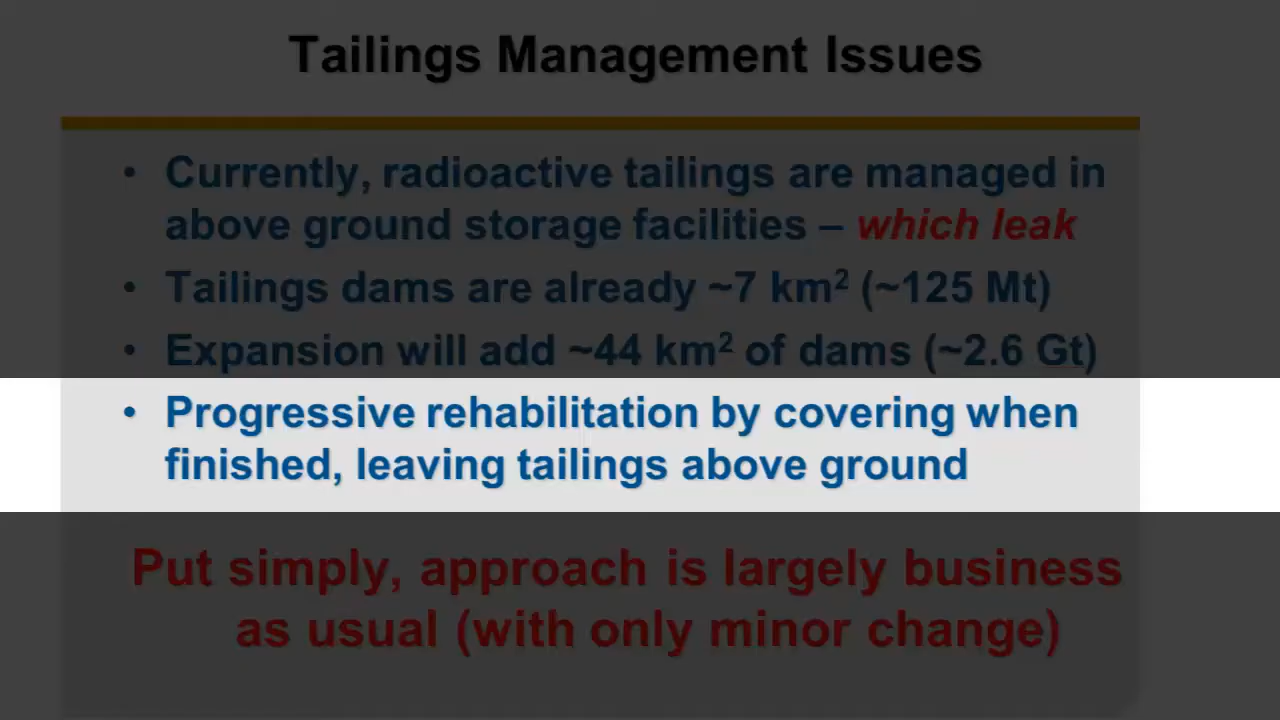 Tailings Management Issues
• Currently, radioactive tailings are managed in
above ground storage facilities – which leak
• Tailings dams are already ~7 km² (~125 Mt)
• Expansion will add ~44 km² of dams (~2.6 Gt)
• Progressive rehabilitation by covering when
finished, leaving tailings above ground
Put simply, approach is largely business
as usual (with only minor change)